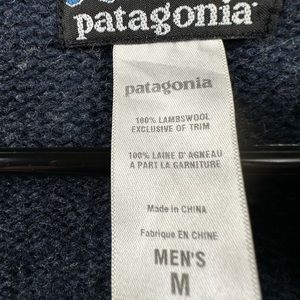 patagonia
patagonia
100% LAMBSWOOL
EXCLUSIVE OF TRIM
100% LAINE D'AGNEAU
A PART LA GARNITURE
Made in CHINA
Fabrique EN CHINE
MEN'S
M